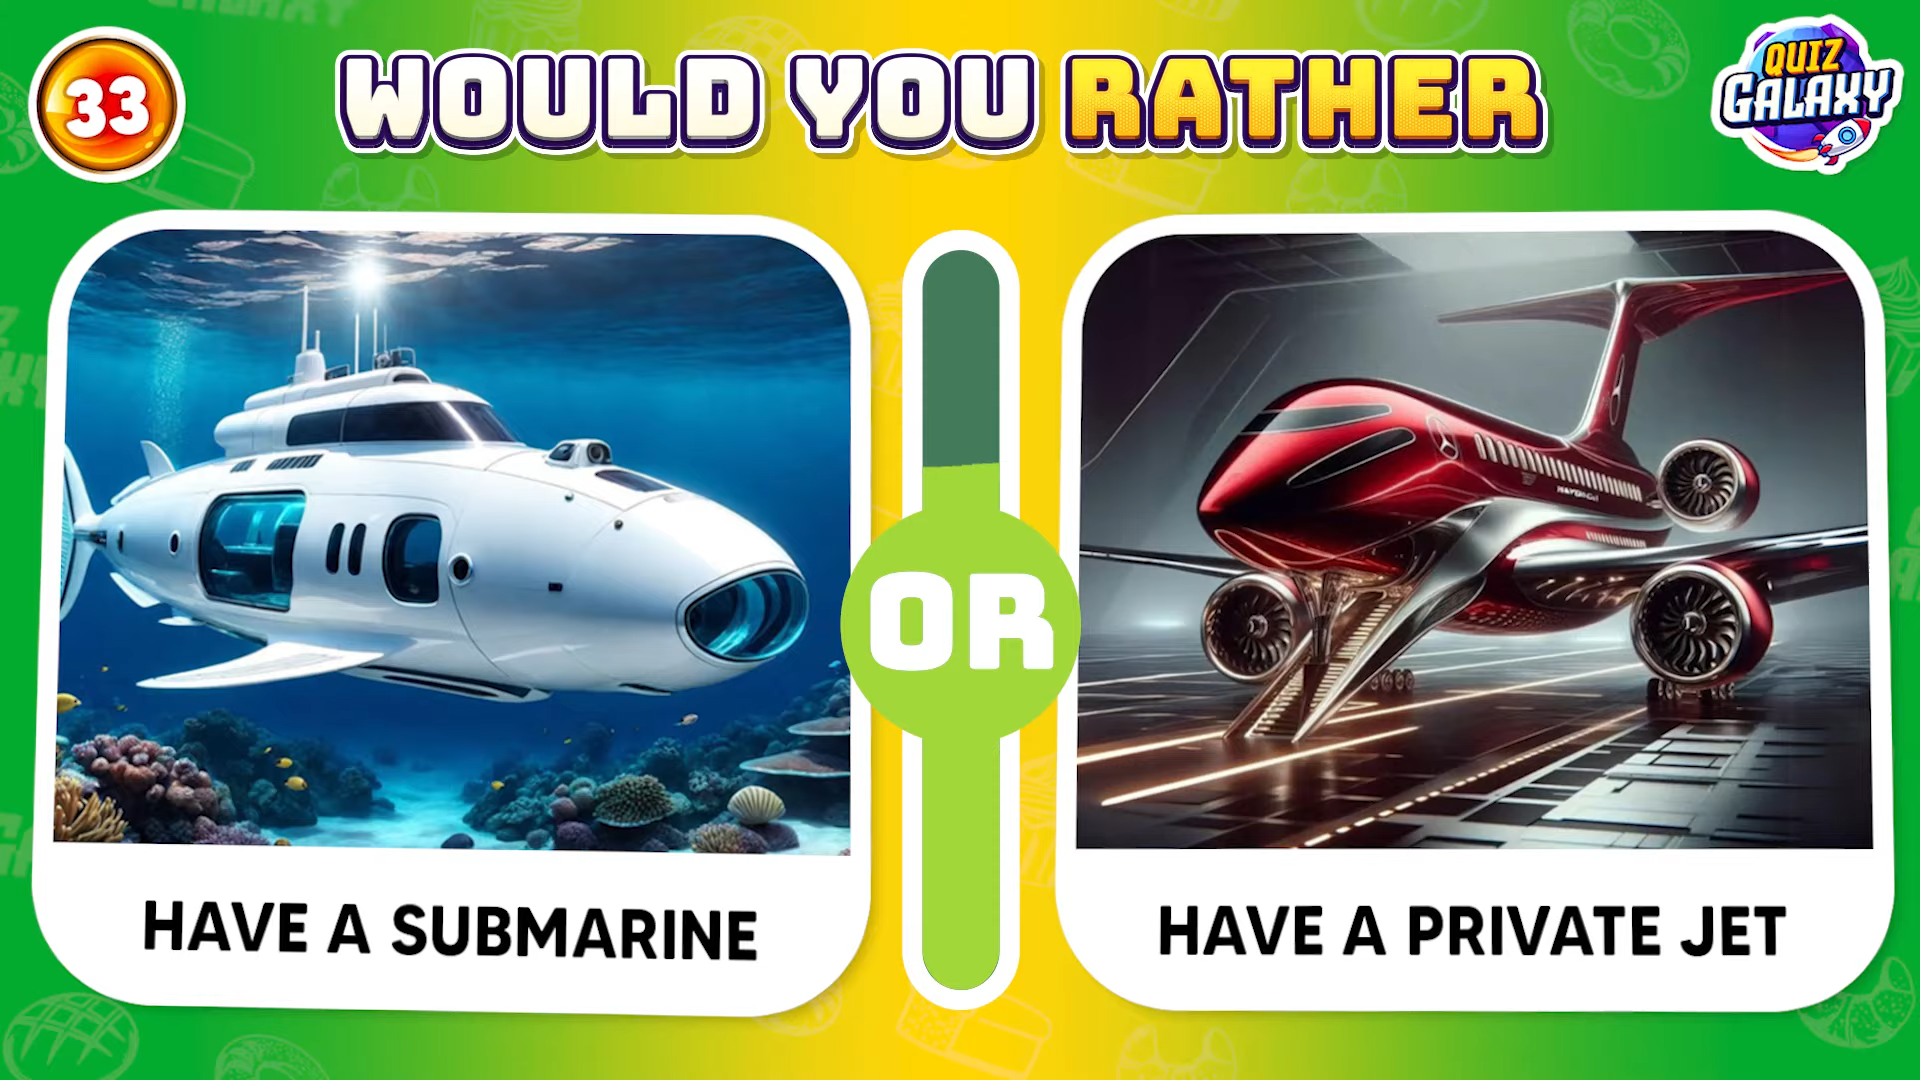 33
WOULD YOU RATHER
QUIZ
GALAXY
OR
HAVE A SUBMARINE
HAVE A PRIVATE JET